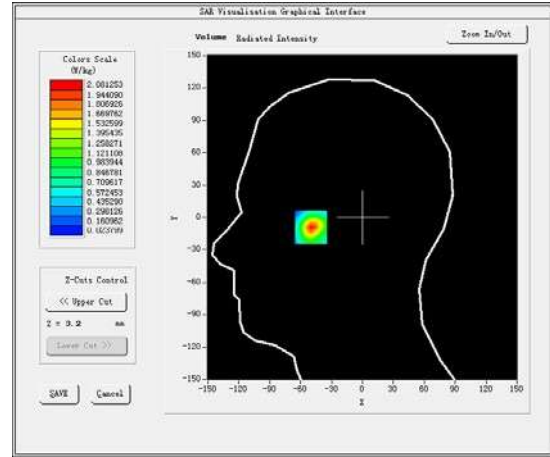 SAR Visualisation Graphical Interface
Volume Radiated Intensity
Zoom In/Out
Colors Scale
(W/kg)
2.081253
1.944090
1.806926
1.669762
1.532599
1.395435
1.258271
1.121108
0.983944
0.846781
0.709617
0.572453
0.435290
0.298126
0.160962
150
120
90
60
30
0
-30
-60
-90
-120
-150
Y
-150 -120 -90 -60 -30 0 30 60 90 120 150
X
Z-Cuts Control
<< Upper Cut
Z = 3.2 mm
Lower Cut >>
SAVE Cancel